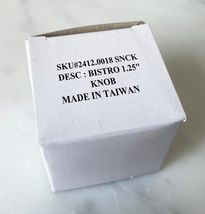 SKU#2412.0018 SNCK
DESC : BISTRO 1.25"
KNOB
MADE IN TAIWAN